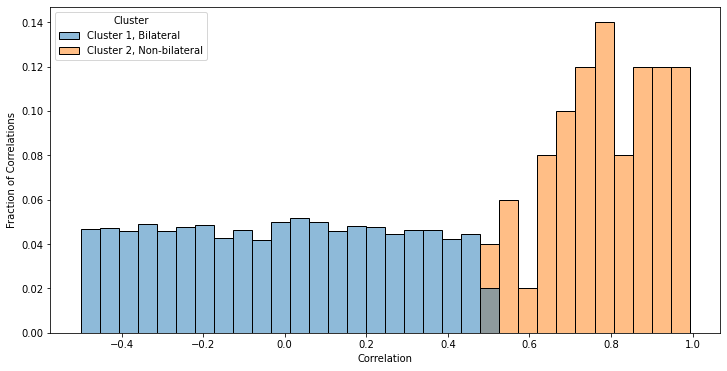 Cluster
Cluster 1, Bilateral
Cluster 2, Non-bilateral
0.14
0.12
0.10
0.08
0.06
0.04
0.02
0.00
Fraction of Correlations
−0.4 −0.2 0.0 0.2 0.4 0.6 0.8 1.0
Correlation